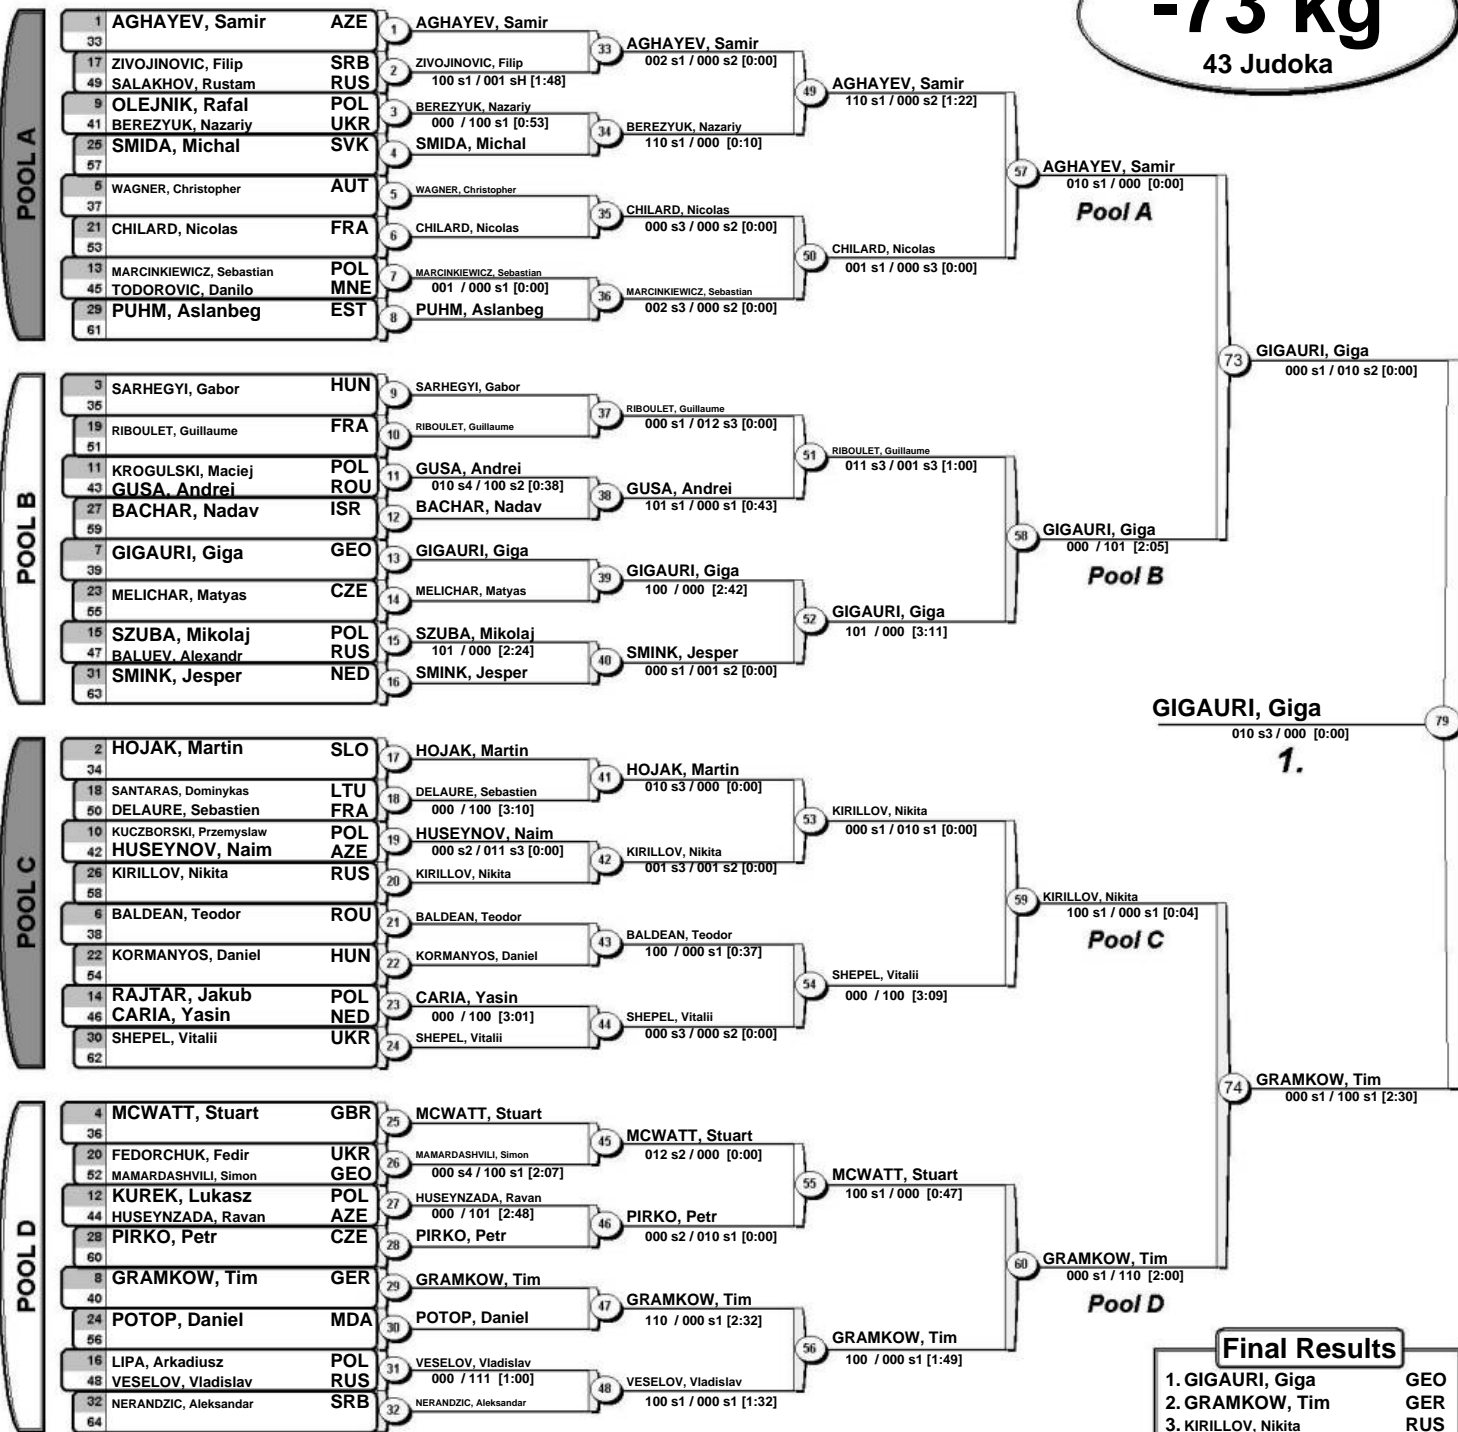 -73 kg
43 Judoka
POOL A
1 AGHAYEV, Samir AZE
33
17 ZIVOJINOVIC, Filip SRB
49 SALAKHOV, Rustam RUS
9 OLEJNIK, Rafal POL
41 BEREZYUK, Nazariy UKR
25 SMIDA, Michal SVK
57
5 WAGNER, Christopher AUT
37
21 CHILARD, Nicolas FRA
53
13 MARCINKIEWICZ, Sebastian POL
45 TODOROVIC, Danilo MNE
29 PUHM, Aslanbeg EST
61
1 AGHAYEV, Samir
2 ZIVOJINOVIC, Filip
100 s1 / 001 sH [1:48]
3 BEREZYUK, Nazariy
000 / 100 s1 [0:53]
4 SMIDA, Michal
5 WAGNER, Christopher
6 CHILARD, Nicolas
7 MARCINKIEWICZ, Sebastian
001 / 000 s1 [0:00]
8 PUHM, Aslanbeg
33 AGHAYEV, Samir
002 s1 / 000 s2 [0:00]
34 BEREZYUK, Nazariy
110 s1 / 000 [0:10]
35 CHILARD, Nicolas
000 s3 / 000 s2 [0:00]
36 MARCINKIEWICZ, Sebastian
002 s3 / 000 s2 [0:00]
49 AGHAYEV, Samir
110 s1 / 000 s2 [1:22]
50 CHILARD, Nicolas
001 s1 / 000 s3 [0:00]
57 AGHAYEV, Samir
010 s1 / 000 [0:00]
Pool A
POOL B
3 SARHEGYI, Gabor HUN
35
19 RIBOULET, Guillaume FRA
51
11 KROGULSKI, Maciej POL
43 GUSA, Andrei ROU
27 BACHAR, Nadav ISR
59
7 GIGAURI, Giga GEO
39
23 MELICHAR, Matyas CZE
55
15 SZUBA, Mikolaj POL
47 BALUEV, Alexandr RUS
31 SMINK, Jesper NED
63
9 SARHEGYI, Gabor
10 RIBOULET, Guillaume
11 GUSA, Andrei
010 s4 / 100 s2 [0:38]
12 BACHAR, Nadav
13 GIGAURI, Giga
14 MELICHAR, Matyas
15 SZUBA, Mikolaj
101 / 000 [2:24]
16 SMINK, Jesper
37 RIBOULET, Guillaume
000 s1 / 012 s3 [0:00]
38 GUSA, Andrei
101 s1 / 000 s1 [0:43]
39 GIGAURI, Giga
100 / 000 [2:42]
40 SMINK, Jesper
000 s1 / 001 s2 [0:00]
51 RIBOULET, Guillaume
011 s3 / 001 s3 [1:00]
52 GIGAURI, Giga
101 / 000 [3:11]
58 GIGAURI, Giga
000 / 101 [2:05]
Pool B
73 GIGAURI, Giga
000 s1 / 010 s2 [0:00]
GIGAURI, Giga 79
010 s3 / 000 [0:00]
1.
POOL C
2 HOJAK, Martin SLO
34
18 SANTARAS, Dominykas LTU
50 DELAURE, Sebastien FRA
10 KUCZBORSKI, Przemyslaw POL
42 HUSEYNOV, Naim AZE
26 KIRILLOV, Nikita RUS
58
6 BALDEAN, Teodor ROU
38
22 KORMANYOS, Daniel HUN
54
14 RAJTAR, Jakub POL
46 CARIA, Yasin NED
30 SHEPEL, Vitalii UKR
62
17 HOJAK, Martin
18 DELAURE, Sebastien
000 / 100 [3:10]
19 HUSEYNOV, Naim
000 s2 / 011 s3 [0:00]
20 KIRILLOV, Nikita
21 BALDEAN, Teodor
22 KORMANYOS, Daniel
23 CARIA, Yasin
000 / 100 [3:01]
24 SHEPEL, Vitalii
41 HOJAK, Martin
010 s3 / 000 [0:00]
42 KIRILLOV, Nikita
001 s3 / 001 s2 [0:00]
43 BALDEAN, Teodor
100 / 000 s1 [0:37]
44 SHEPEL, Vitalii
000 s3 / 000 s2 [0:00]
53 KIRILLOV, Nikita
000 s1 / 010 s1 [0:00]
54 SHEPEL, Vitalii
000 / 100 [3:09]
59 KIRILLOV, Nikita
100 s1 / 000 s1 [0:04]
Pool C
POOL D
4 MCWATT, Stuart GBR
36
20 FEDORCHUK, Fedir UKR
52 MAMARDASHVILI, Simon GEO
12 KUREK, Lukasz POL
44 HUSEYNZADA, Ravan AZE
28 PIRKO, Petr CZE
60
8 GRAMKOW, Tim GER
40
24 POTOP, Daniel MDA
56
16 LIPA, Arkadiusz POL
48 VESELOV, Vladislav RUS
32 NERANDZIC, Aleksandar SRB
64
25 MCWATT, Stuart
26 MAMARDASHVILI, Simon
000 s4 / 100 s1 [2:07]
27 HUSEYNZADA, Ravan
000 / 101 [2:48]
28 PIRKO, Petr
29 GRAMKOW, Tim
30 POTOP, Daniel
31 VESELOV, Vladislav
000 / 111 [1:00]
32 NERANDZIC, Aleksandar
45 MCWATT, Stuart
012 s2 / 000 [0:00]
46 PIRKO, Petr
000 s2 / 010 s1 [0:00]
47 GRAMKOW, Tim
110 / 000 s1 [2:32]
48 VESELOV, Vladislav
100 s1 / 000 s1 [1:32]
55 MCWATT, Stuart
100 s1 / 000 [0:47]
56 GRAMKOW, Tim
100 / 000 s1 [1:49]
60 GRAMKOW, Tim
000 s1 / 110 [2:00]
Pool D
74 GRAMKOW, Tim
000 s1 / 100 s1 [2:30]
Final Results
1. GIGAURI, Giga GEO
2. GRAMKOW, Tim GER
3. KIRILLOV, Nikita RUS